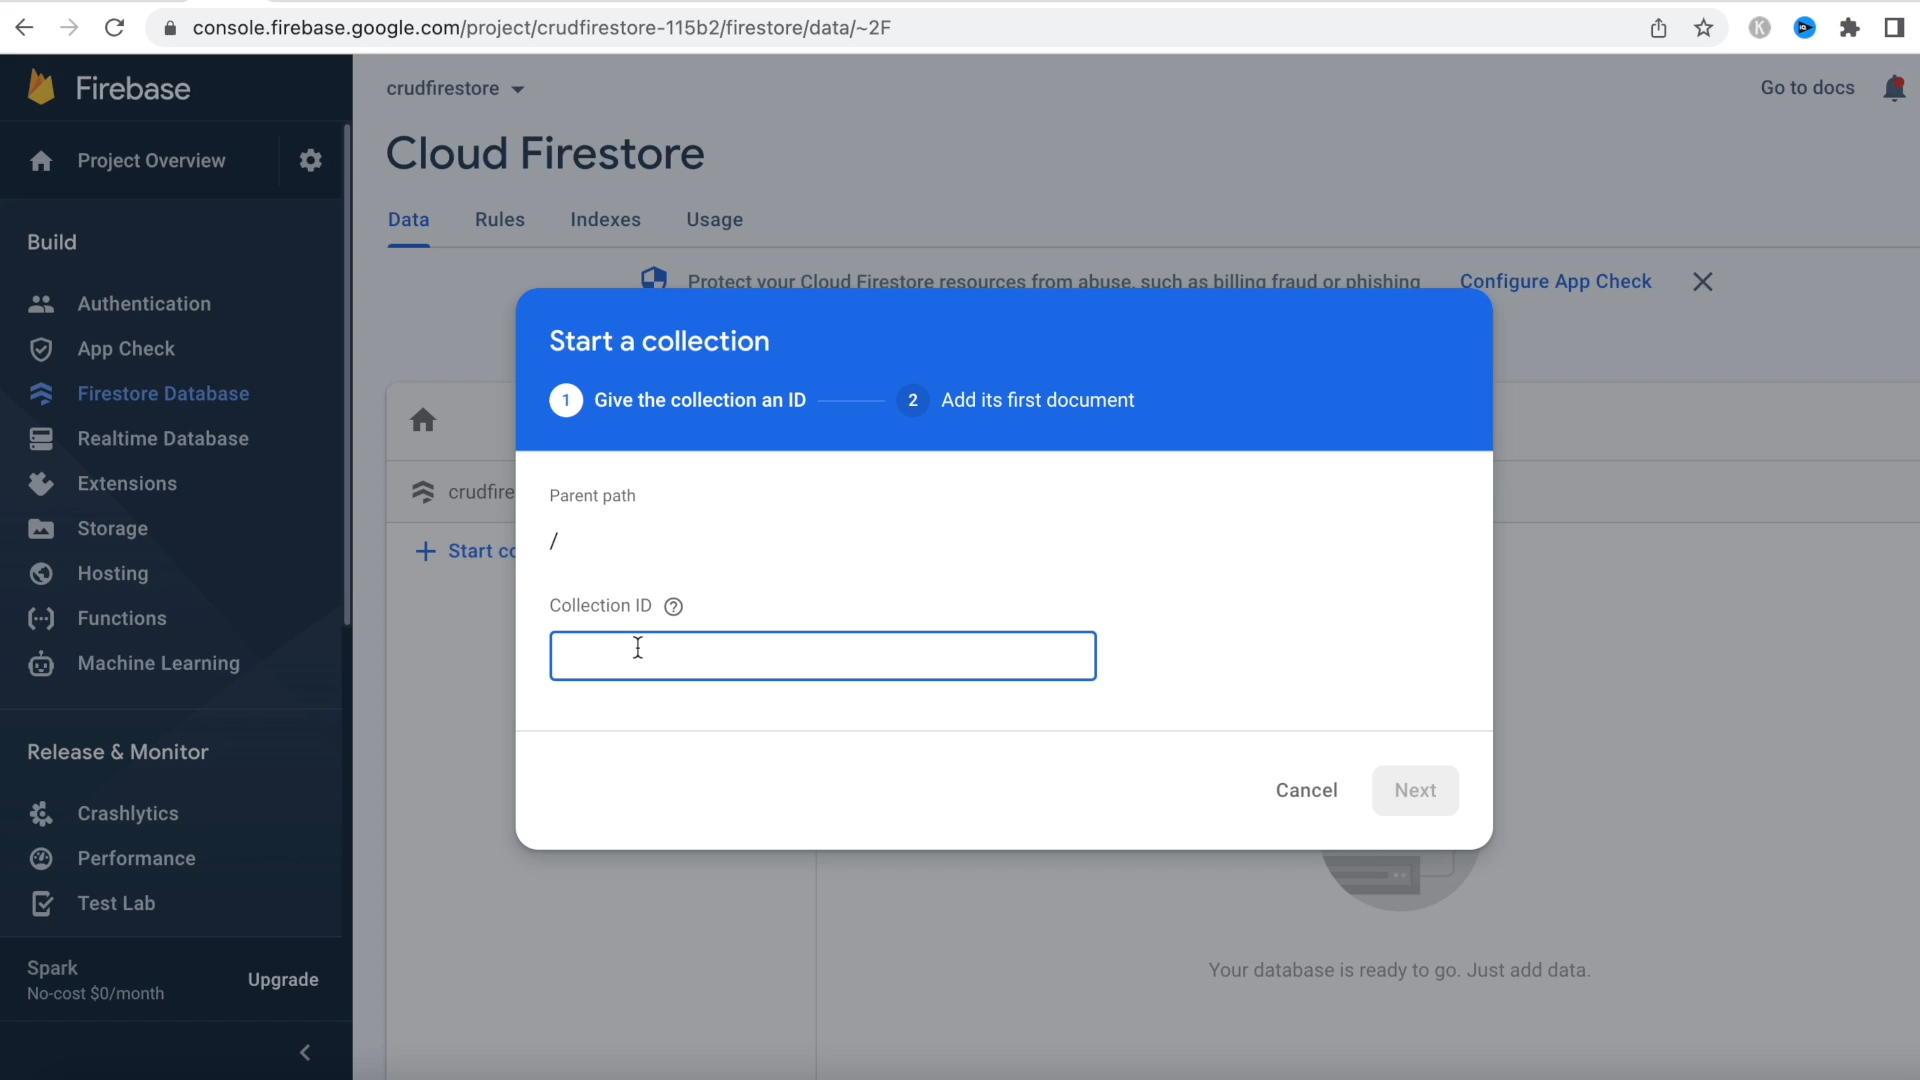 console.firebase.google.com/project/crudfirestore-115b2/firestore/data/~2F
Firebase
Project Overview
Build
Authentication
App Check
Firestore Database
Realtime Database
Extensions
Storage
Hosting
Functions
Machine Learning
Release & Monitor
Crashlytics
Performance
Test Lab
Spark
No-cost $0/month
Upgrade
crudfirestore
Go to docs
Cloud Firestore
Data Rules Indexes Usage
Protect your Cloud Firestore resources from abuse, such as billing fraud or phishing Configure App Check
crudfire
Start co
Start a collection
1 Give the collection an ID 2 Add its first document
Parent path
/
Collection ID
Cancel Next
Your database is ready to go. Just add data.